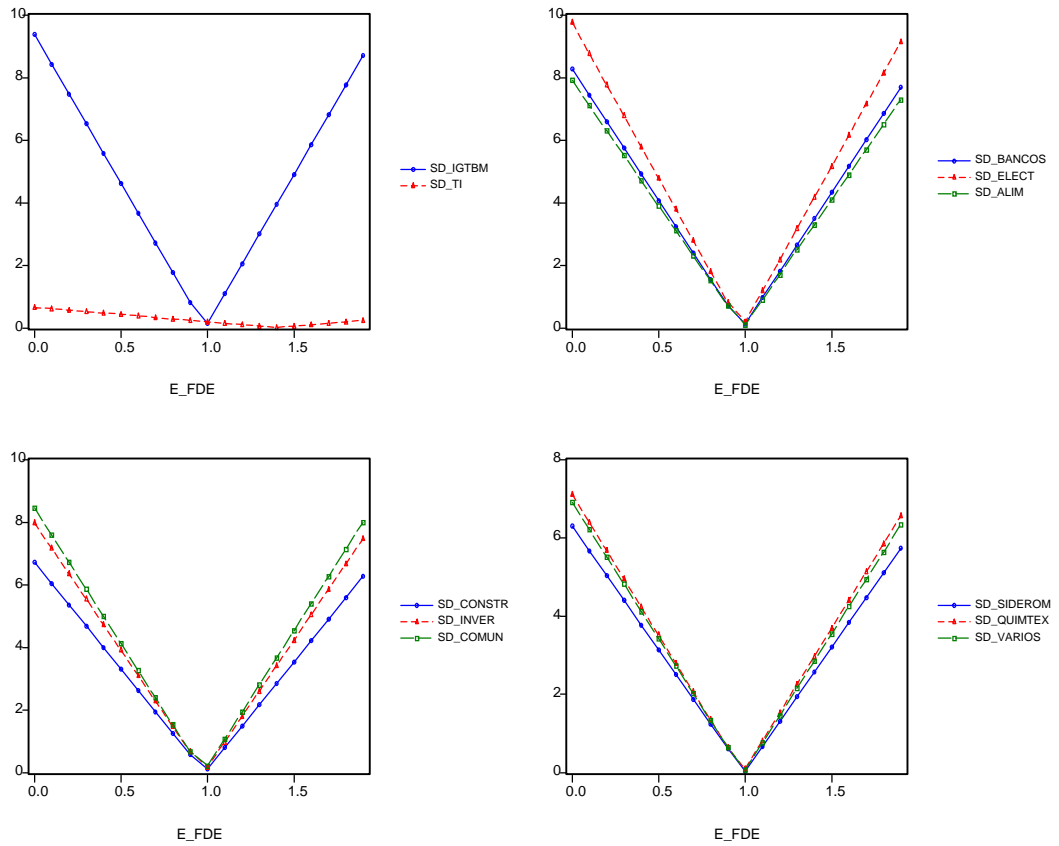 10
8
6
4
2
0
0.0 0.5 1.0 1.5
E_FDE
SD_IGTBM
SD_TI
10
8
6
4
2
0
0.0 0.5 1.0 1.5
E_FDE
SD_BANCOS
SD_ELECT
SD_ALIM
10
8
6
4
2
0
0.0 0.5 1.0 1.5
E_FDE
SD_CONSTR
SD_INVER
SD_COMUN
8
6
4
2
0
0.0 0.5 1.0 1.5
E_FDE
SD_SIDEROM
SD_QUIMTEX
SD_VARIOS